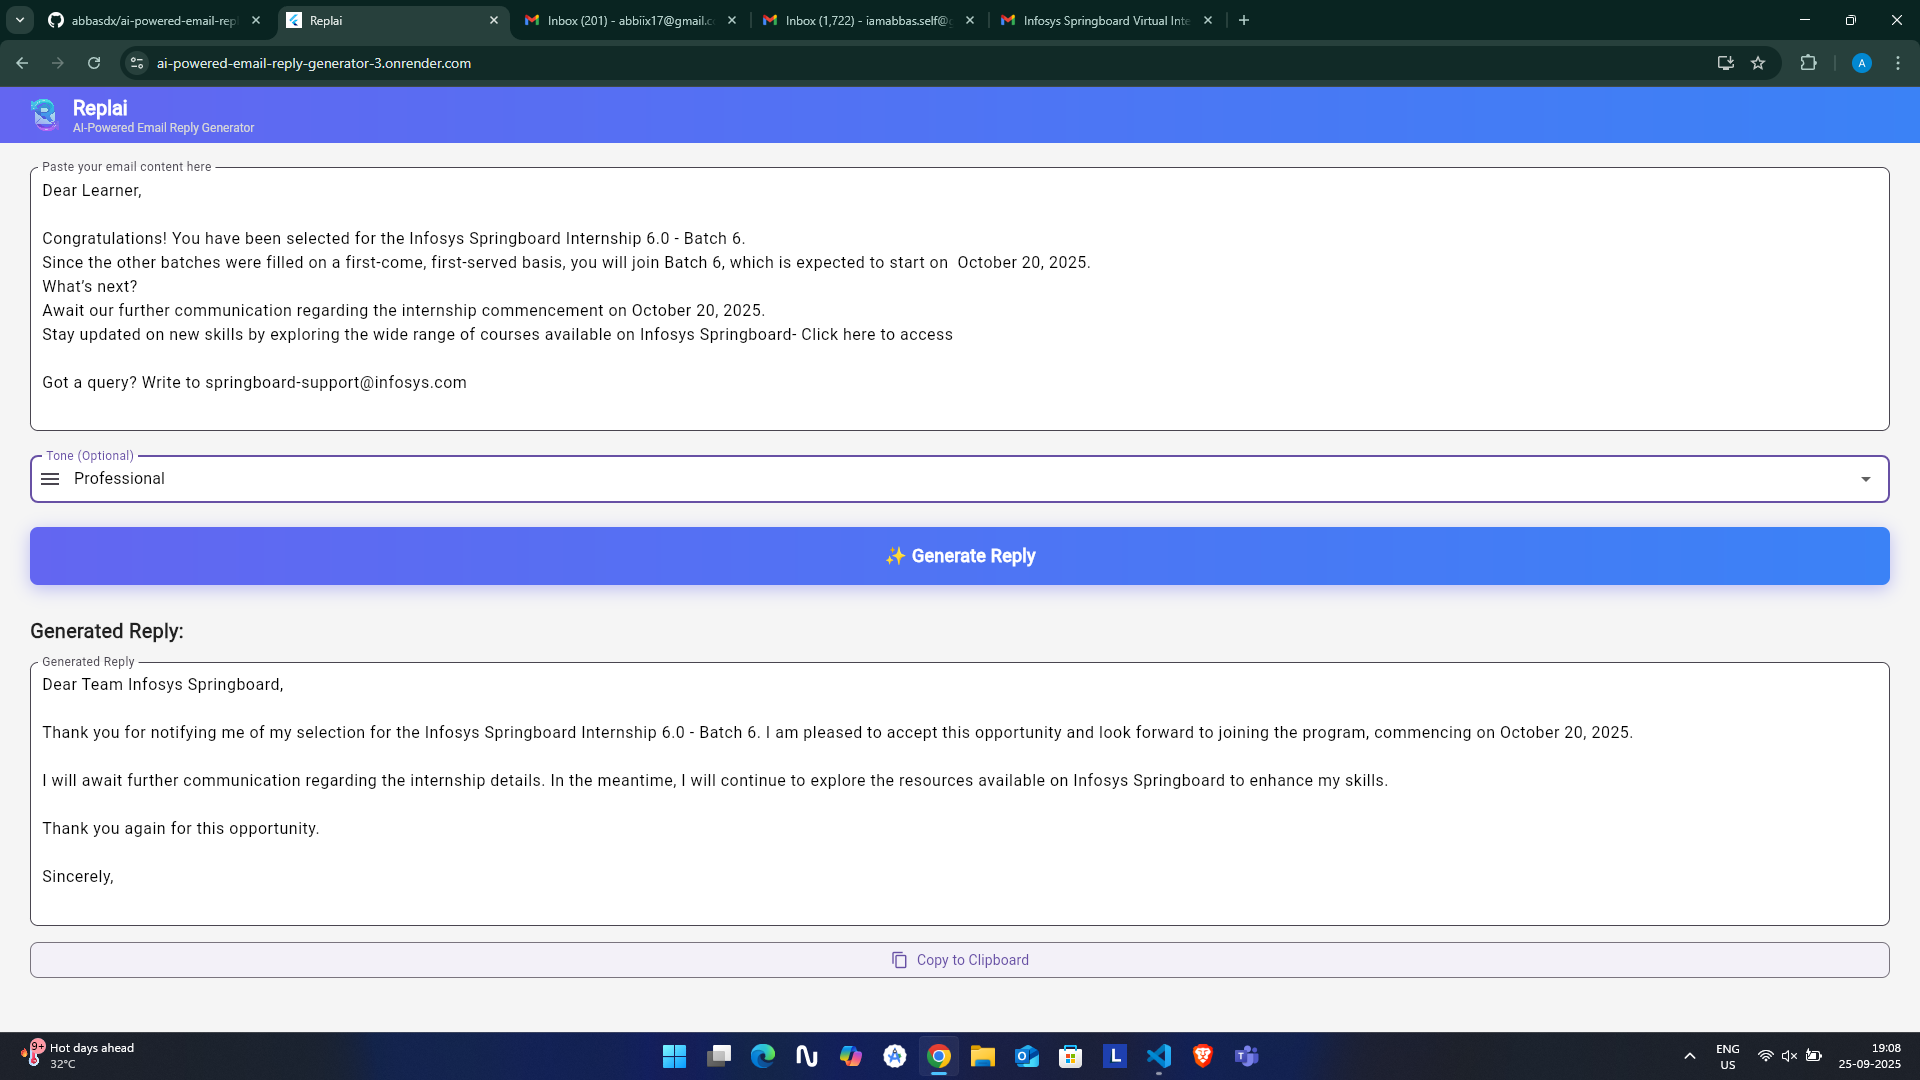 abbasdx/ai-powered-email-repl
Replai
Inbox (201) - abbiix17@gmail.c
Inbox (1,722) - iamabbas.self@
Infosys Springboard Virtual Inte
ai-powered-email-reply-generator-3.onrender.com
A
Replai
AI-Powered Email Reply Generator
Paste your email content here
Dear Learner,
Congratulations! You have been selected for the Infosys Springboard Internship 6.0 - Batch 6.
Since the other batches were filled on a first-come, first-served basis, you will join Batch 6, which is expected to start on  October 20, 2025.
What’s next?
Await our further communication regarding the internship commencement on October 20, 2025.
Stay updated on new skills by exploring the wide range of courses available on Infosys Springboard- Click here to access
Got a query? Write to springboard-support@infosys.com
Tone (Optional)
Professional
✨ Generate Reply
Generated Reply:
Generated Reply
Dear Team Infosys Springboard,
Thank you for notifying me of my selection for the Infosys Springboard Internship 6.0 - Batch 6. I am pleased to accept this opportunity and look forward to joining the program, commencing on October 20, 2025.
I will await further communication regarding the internship details. In the meantime, I will continue to explore the resources available on Infosys Springboard to enhance my skills.
Thank you again for this opportunity.
Sincerely,
Copy to Clipboard
9+
Hot days ahead
32°C
L
ENG
US
19:08
25-09-2025